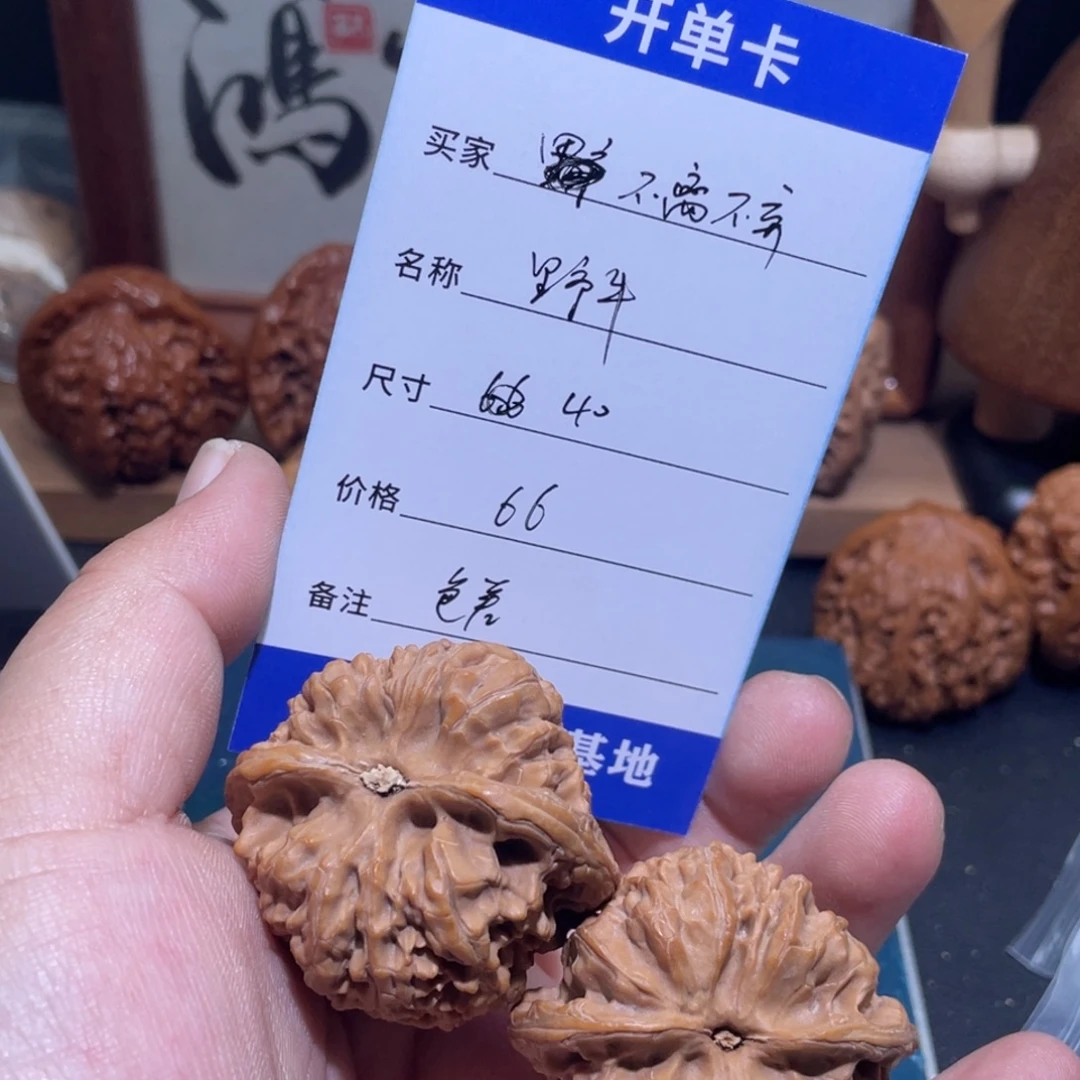 鴻
开单卡
买家 不离不弃
名称 野牛
尺寸 40
价格 66
备注 色差
基地